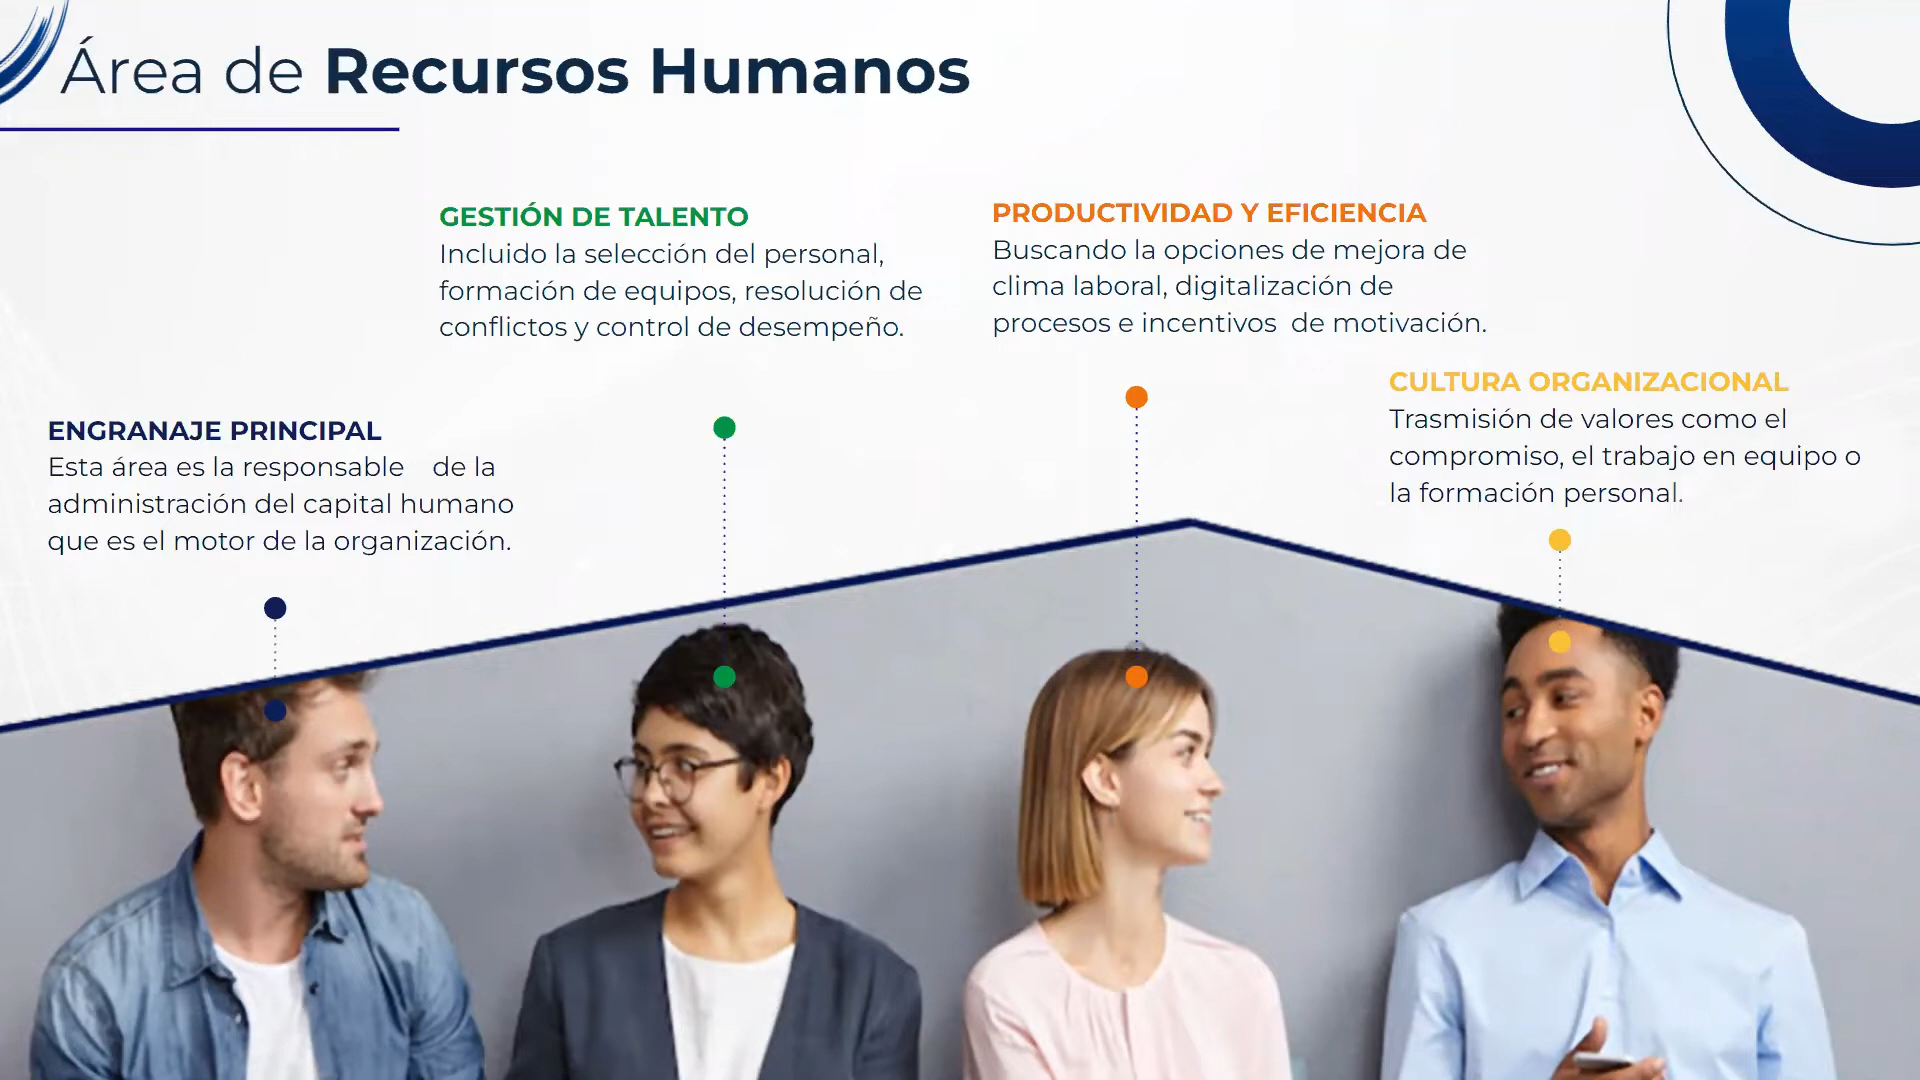 Área de Recursos Humanos
GESTIÓN DE TALENTO
Incluido la selección del personal,
formación de equipos, resolución de
conflictos y control de desempeño.
PRODUCTIVIDAD Y EFICIENCIA
Buscando la opciones de mejora de
clima laboral, digitalización de
procesos e incentivos de motivación.
CULTURA ORGANIZACIONAL
Trasmisión de valores como el
compromiso, el trabajo en equipo o
la formación personal.
ENGRANAJE PRINCIPAL
Esta área es la responsable de la
administración del capital humano
que es el motor de la organización.